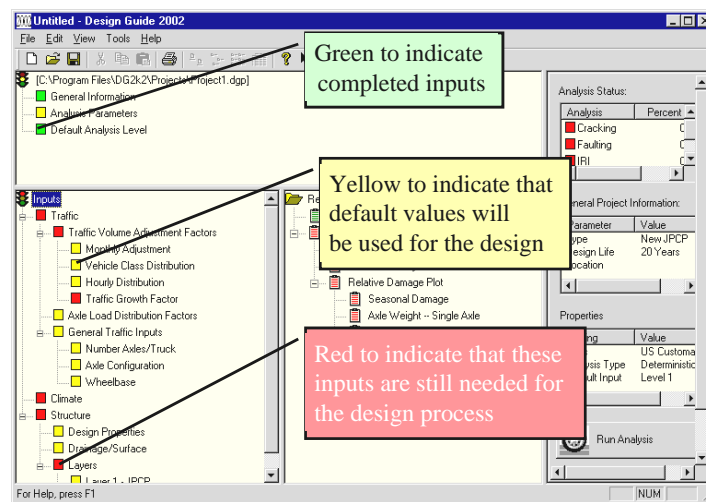 Untitled - Design Guide 2002
File Edit View Tools Help
[C:\Program Files\DG2k2\Projects\Project1.dgp]
General Information
Analysis Parameters
Default Analysis Level
Green to indicate
completed inputs
Analysis Status:
Analysis Percent
Cracking
Faulting
IRI
Inputs
Traffic
Traffic Volume Adjustment Factors
Monthly Adjustment
Vehicle Class Distribution
Hourly Distribution
Traffic Growth Factor
Axle Load Distribution Factors
General Traffic Inputs
Number Axles/Truck
Axle Configuration
Wheelbase
Climate
Structure
Design Properties
Drainage/Surface
Layers
Layer 1 - JPCP
Yellow to indicate that
default values will
be used for the design
Relative Damage Plot
Seasonal Damage
Axle Weight -- Single Axle
Red to indicate that these
inputs are still needed for
the design process
General Project Information:
Parameter Value
Type New JPCP
Design Life 20 Years
Location
Properties
Value
US Customa
Deterministic
Level 1
Run Analysis
For Help, press F1
NUM